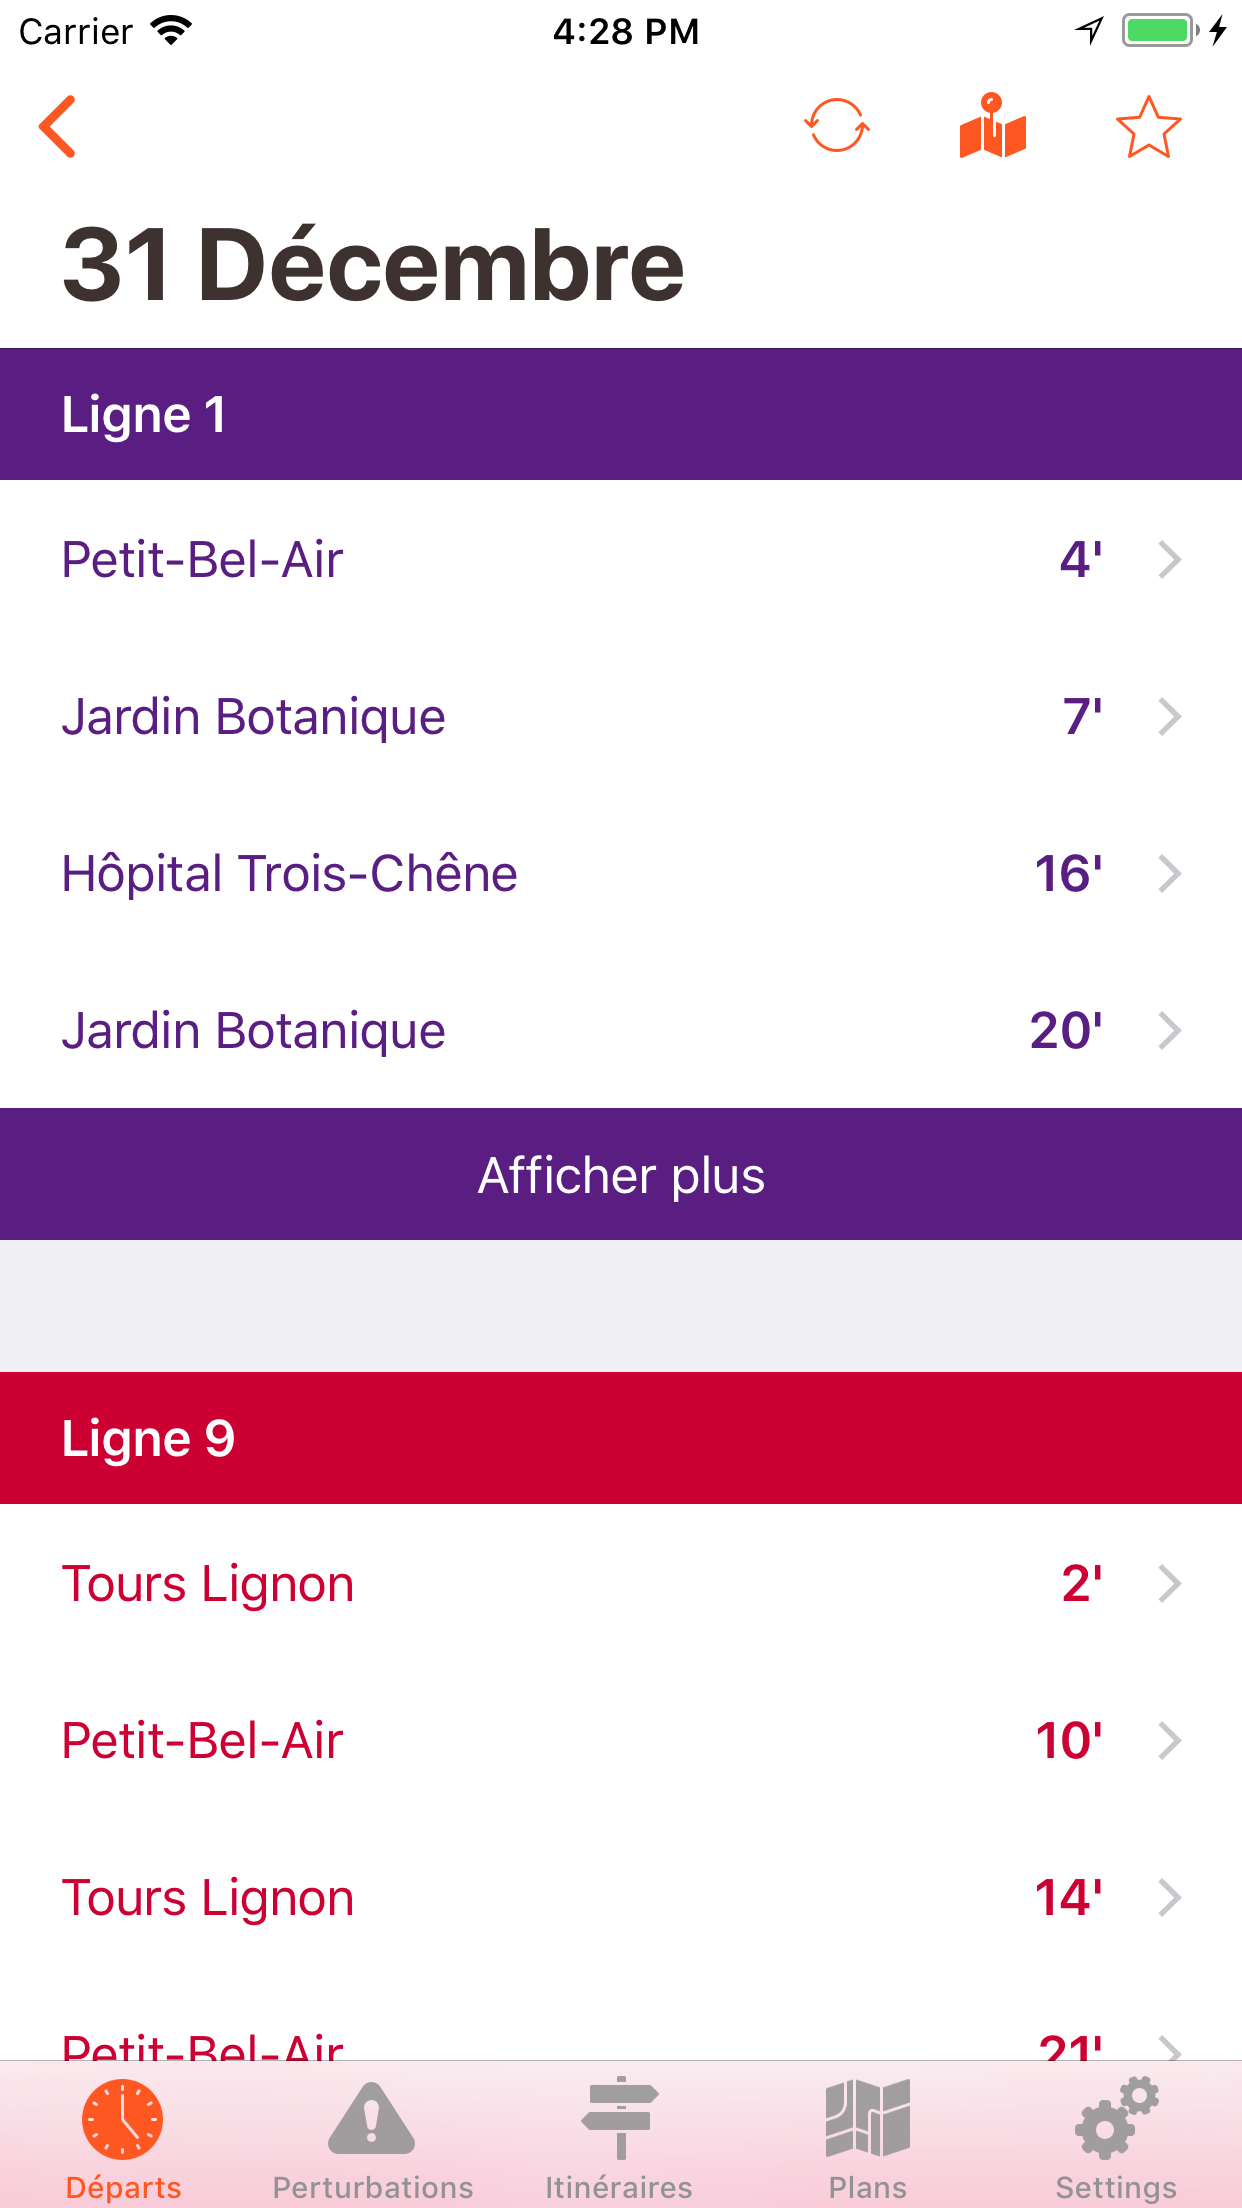 Carrier 4:28 PM
31 Décembre
Ligne 1
Petit-Bel-Air 4'
Jardin Botanique 7'
Hôpital Trois-Chêne 16'
Jardin Botanique 20'
Afficher plus
Ligne 9
Tours Lignon 2'
Petit-Bel-Air 10'
Tours Lignon 14'
Petit-Bel-Air 21'
Départs Perturbations Itinéraires Plans Settings